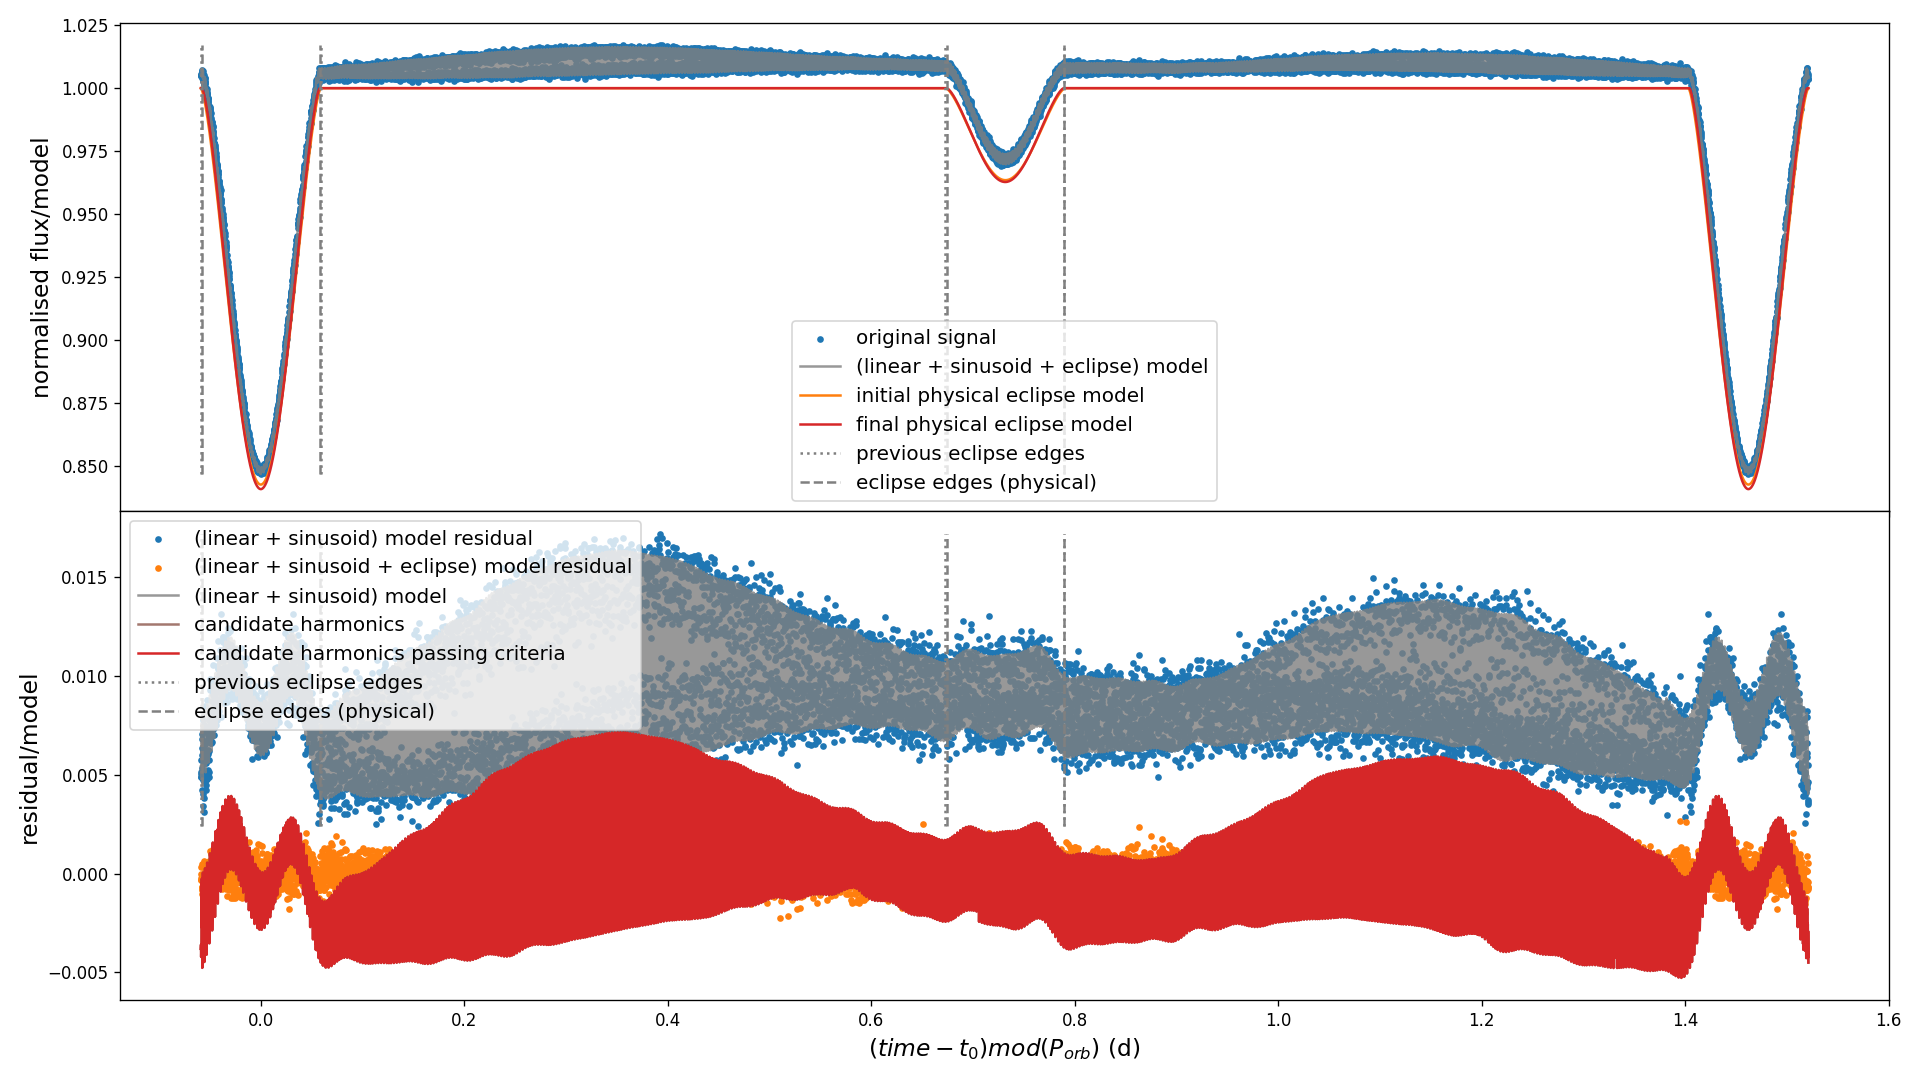 1.025
1.000
0.975
0.950
0.925
0.900
0.875
0.850
normalised flux/model
original signal
(linear + sinusoid + eclipse) model
initial physical eclipse model
final physical eclipse model
previous eclipse edges
eclipse edges (physical)
(linear + sinusoid) model residual
(linear + sinusoid + eclipse) model residual
(linear + sinusoid) model
candidate harmonics
candidate harmonics passing criteria
previous eclipse edges
eclipse edges (physical)
0.015
0.010
0.005
0.000
−0.005
residual/model
0.0 0.2 0.4 0.6 0.8 1.0 1.2 1.4 1.6
(time − t₀)mod(P_{orb}) (d)